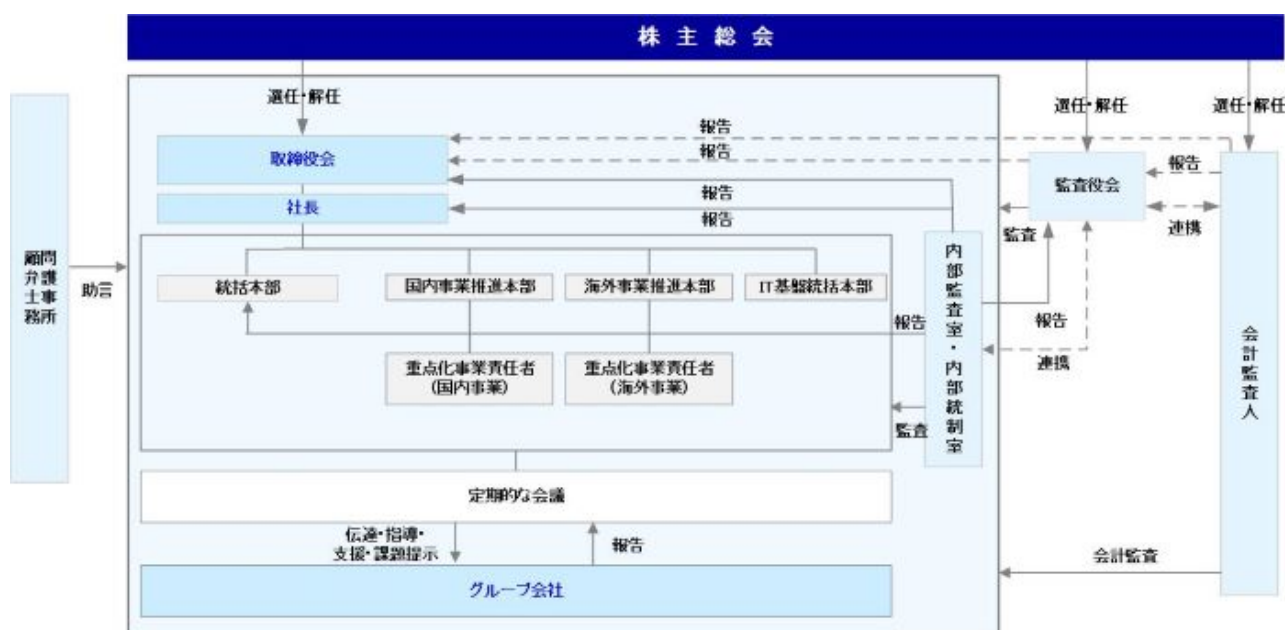 株主総会
選任・解任
選任・解任
選任・解任
報告
取締役会
報告
報告
監査役会
社長
報告
報告
連携
監査
顧問
弁護
士事
務所
助言
統括本部
国内事業推進本部
海外事業推進本部
IT基盤統括本部
内部監査室・内部統制室
報告
報告
連携
会計監査人
重点化事業責任者
(国内事業)
重点化事業責任者
(海外事業)
監査
定期的な会議
伝達・指導・
支援・課題提示
報告
会計監査
グループ会社